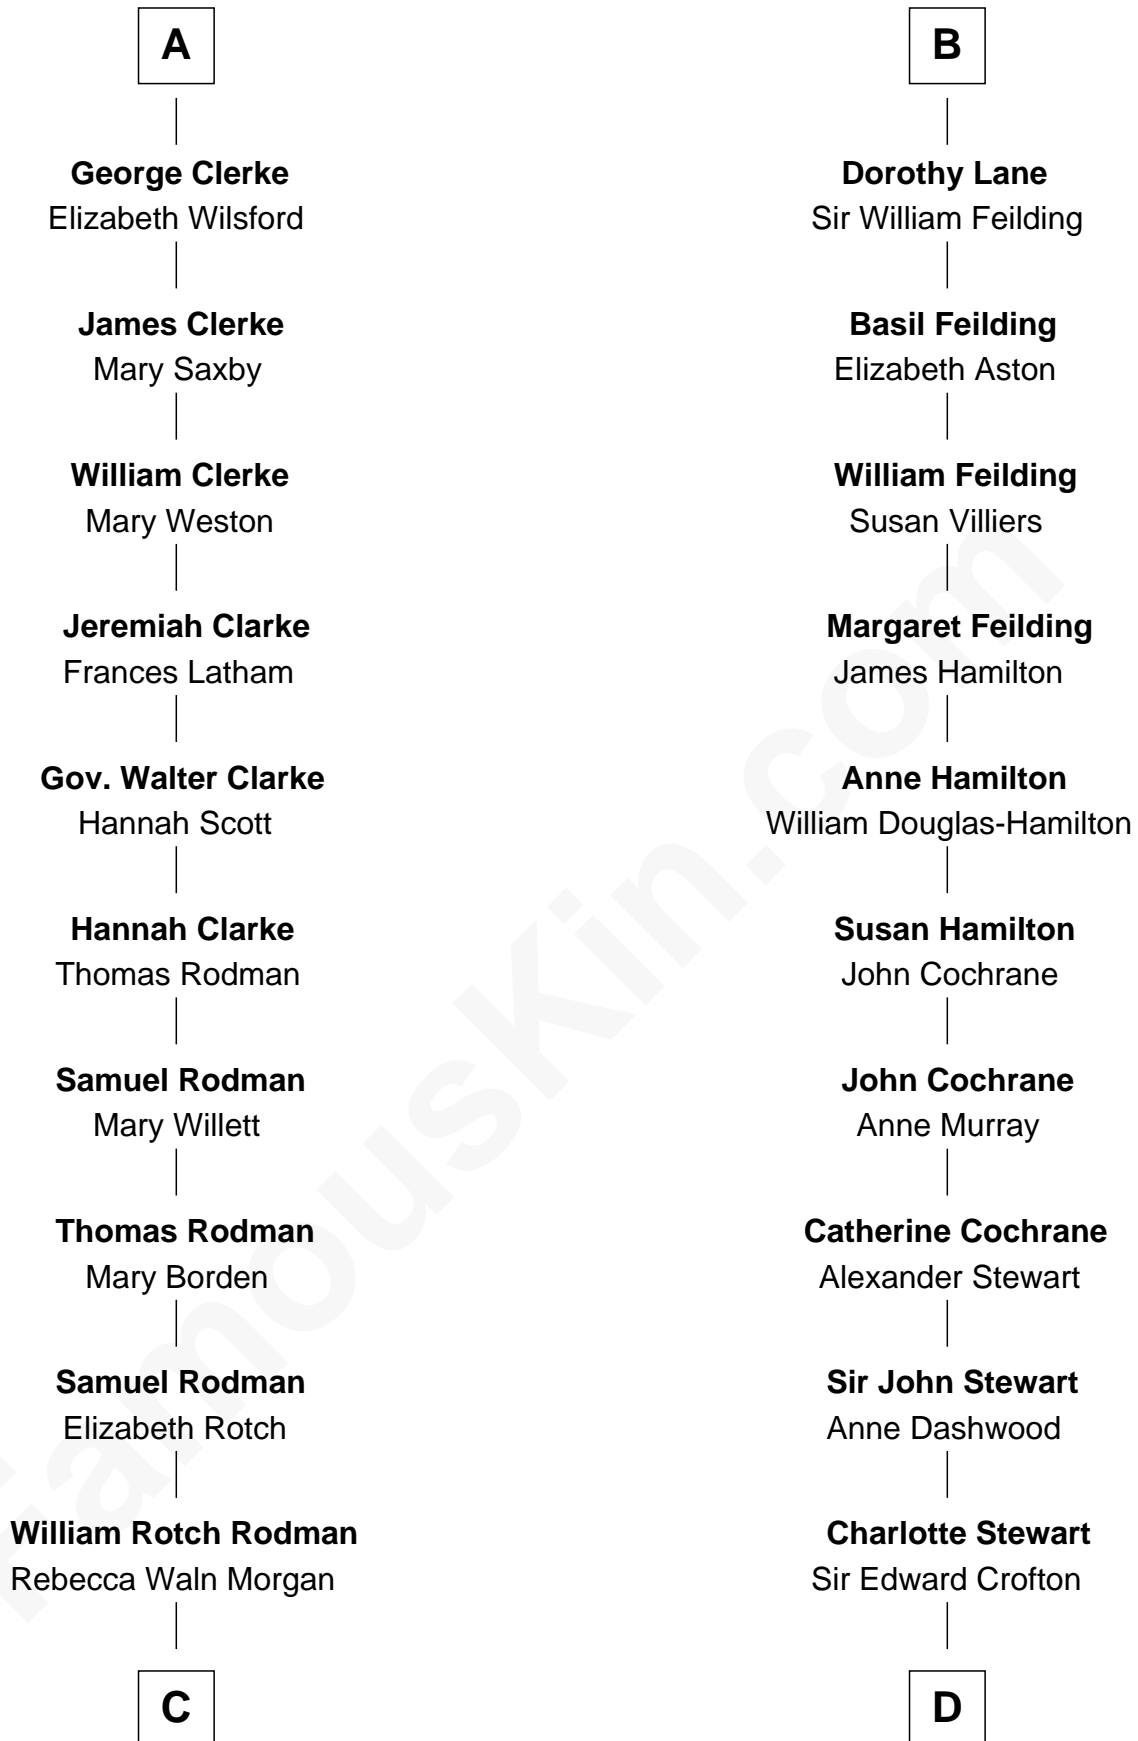 A
George Clerke
Elizabeth Wilsford
James Clerke
Mary Saxby
William Clerke
Mary Weston
Jeremiah Clarke
Frances Latham
Gov. Walter Clarke
Hannah Scott
Hannah Clarke
Thomas Rodman
Samuel Rodman
Mary Willett
Thomas Rodman
Mary Borden
Samuel Rodman
Elizabeth Rotch
William Rotch Rodman
Rebecca Waln Morgan
C
B
Dorothy Lane
Sir William Feilding
Basil Feilding
Elizabeth Aston
William Feilding
Susan Villiers
Margaret Feilding
James Hamilton
Anne Hamilton
William Douglas-Hamilton
Susan Hamilton
John Cochrane
John Cochrane
Anne Murray
Catherine Cochrane
Alexander Stewart
Sir John Stewart
Anne Dashwood
Charlotte Stewart
Sir Edward Crofton
D
FamousKin.com